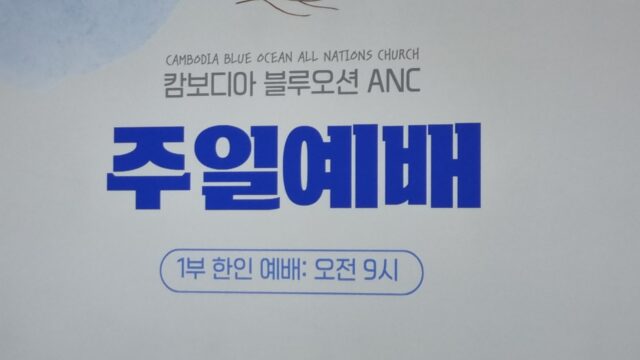 CAMBODIA BLUE OCEAN ALL NATIONS CHURCH
캄보디아 블루오션 ANC
주일예배
1부 한인 예배: 오전 9시